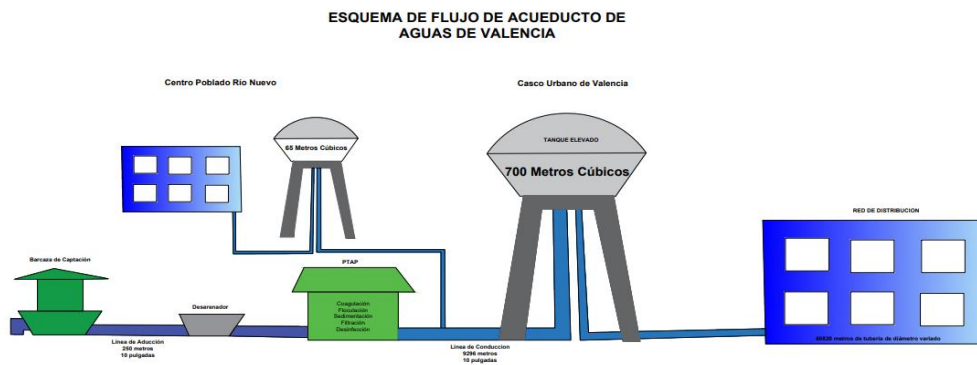 ESQUEMA DE FLUJO DE ACUEDUCTO DE
AGUAS DE VALENCIA
Centro Poblado Río Nuevo
Casco Urbano de Valencia
65 Metros Cúbicos
TANQUE ELEVADO
700 Metros Cúbicos
RED DE DISTRIBUCION
Barcaza de Captación
PTAP
Desarenador
Coagulación
Floculación
Sedimentación
Filtración
Desinfección
Línea de Aducción
250 metros
10 pulgadas
Línea de Conduccion
9296 metros
10 pulgadas
metros de tubería de diámetro variado